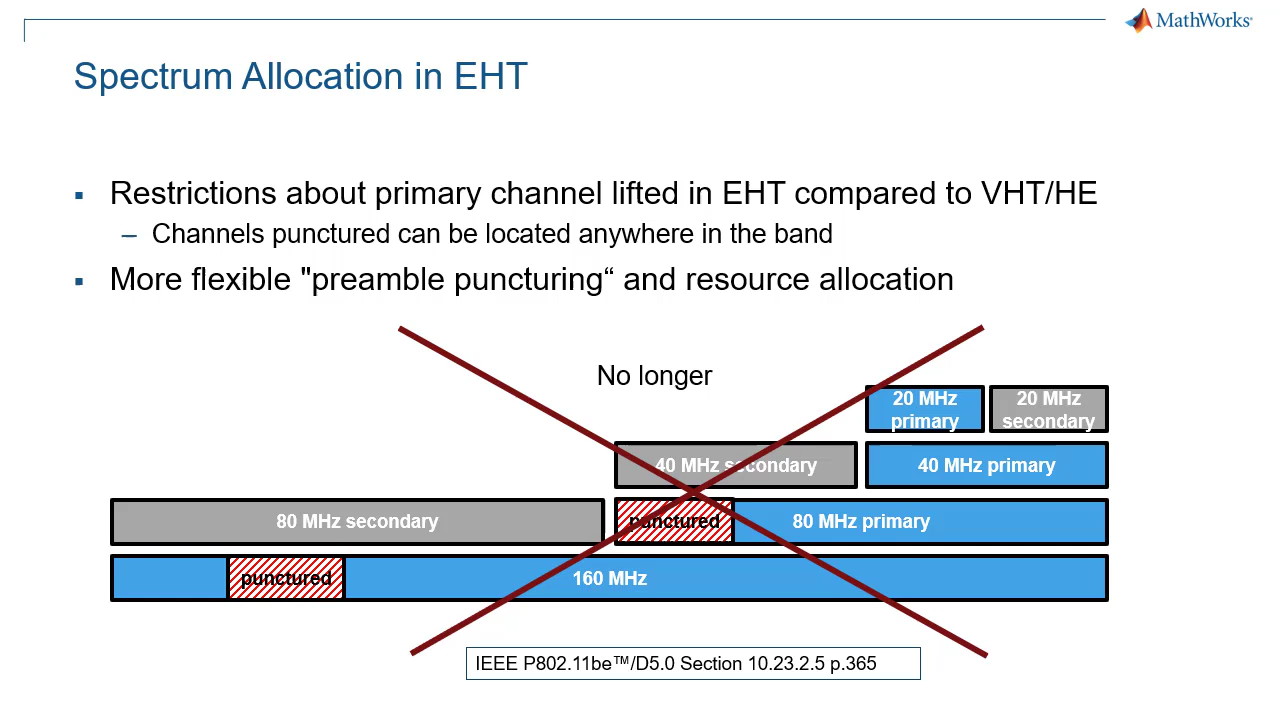 MathWorks
Spectrum Allocation in EHT
▪ Restrictions about primary channel lifted in EHT compared to VHT/HE
– Channels punctured can be located anywhere in the band
▪ More flexible "preamble puncturing“ and resource allocation
No longer
20 MHz
primary
20 MHz
secondary
40 MHz secondary
40 MHz primary
80 MHz secondary
punctured
80 MHz primary
punctured
160 MHz
IEEE P802.11be™/D5.0 Section 10.23.2.5 p.365